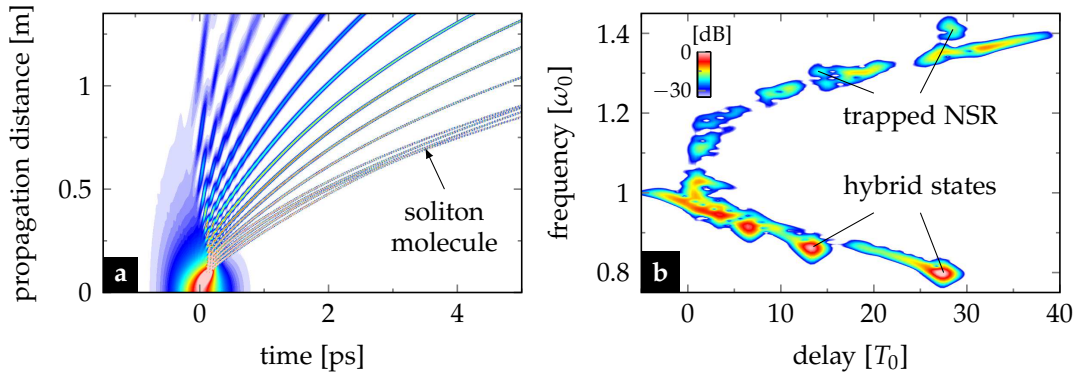 propagation distance [m]
1
0.5
0
0
2
4
time [ps]
soliton
molecule
a
frequency [ω0]
1.4
1.2
1
0.8
0
10
20
30
40
delay [T0]
[dB]
0
−30
trapped NSR
hybrid states
b